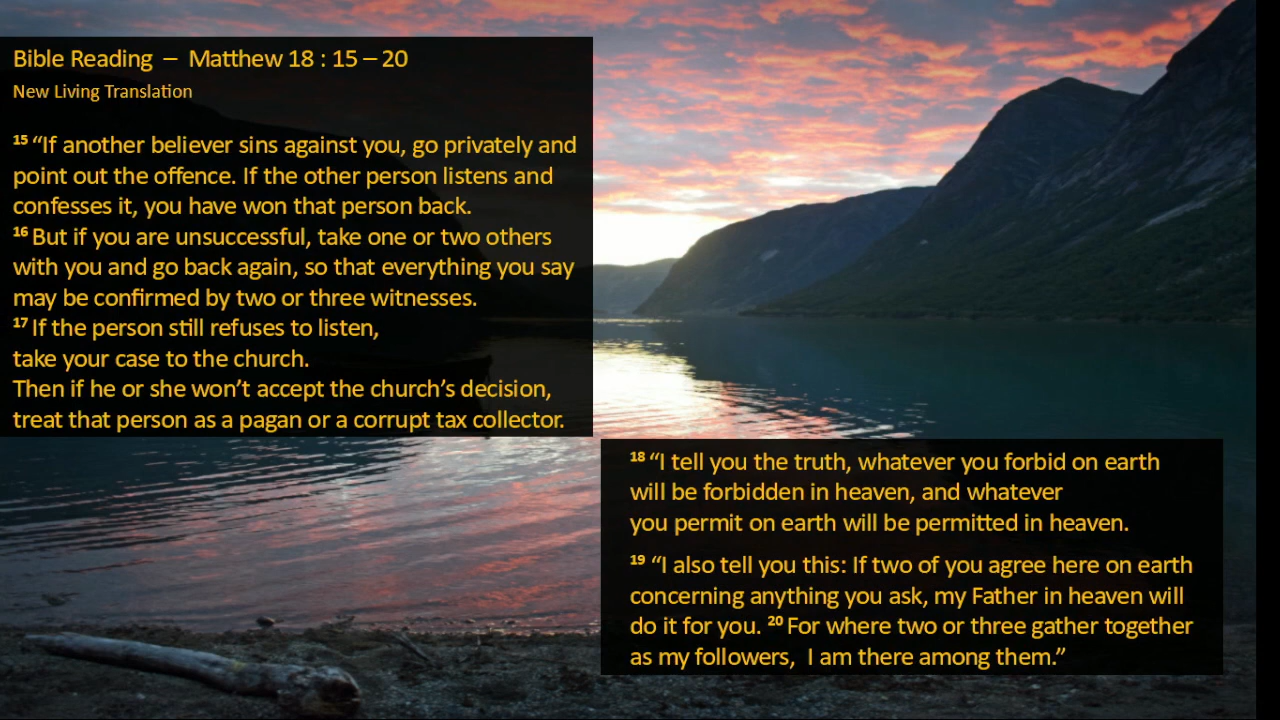 Bible Reading – Matthew 18 : 15 – 20
New Living Translation
15 “If another believer sins against you, go privately and
point out the offence. If the other person listens and
confesses it, you have won that person back.
16 But if you are unsuccessful, take one or two others
with you and go back again, so that everything you say
may be confirmed by two or three witnesses.
17 If the person still refuses to listen,
take your case to the church.
Then if he or she won’t accept the church’s decision,
treat that person as a pagan or a corrupt tax collector.
18 “I tell you the truth, whatever you forbid on earth
will be forbidden in heaven, and whatever
you permit on earth will be permitted in heaven.
19 “I also tell you this: If two of you agree here on earth
concerning anything you ask, my Father in heaven will
do it for you. 20 For where two or three gather together
as my followers, I am there among them.”